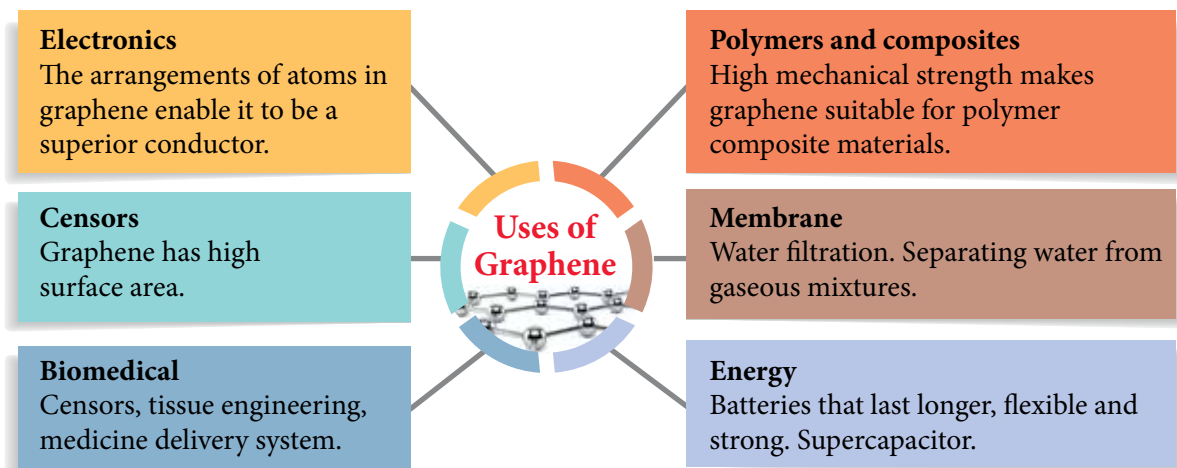 Electronics
The arrangements of atoms in
graphene enable it to be a
superior conductor.
Polymers and composites
High mechanical strength makes
graphene suitable for polymer
composite materials.
Censors
Graphene has high
surface area.
Uses of
Graphene
Membrane
Water filtration. Separating water from
gaseous mixtures.
Biomedical
Censors, tissue engineering,
medicine delivery system.
Energy
Batteries that last longer, flexible and
strong. Supercapacitor.